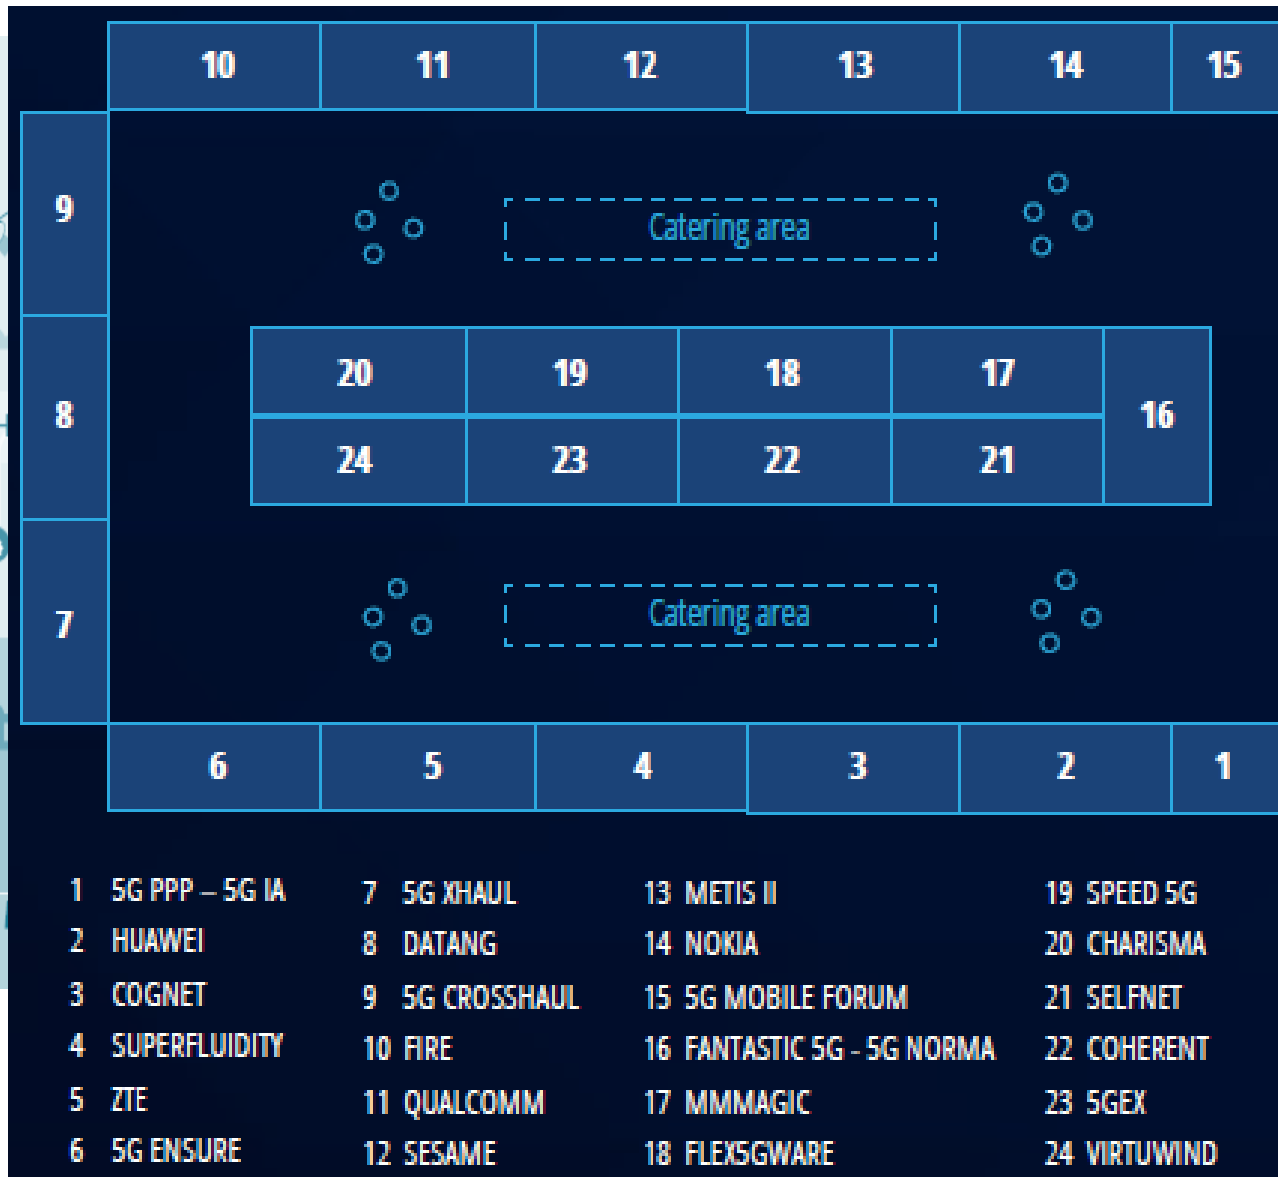 10 11 12 13 14 15
9
Catering area
20 19 18 17
8
16
24 23 22 21
Catering area
7
6 5 4 3 2 1
1 5G PPP – 5G IA
2 HUAWEI
3 COGNET
4 SUPERFLUIDITY
5 ZTE
6 5G ENSURE
7 5G XHAUL
8 DATANG
9 5G CROSSHAUL
10 FIRE
11 QUALCOMM
12 SESAME
13 METIS II
14 NOKIA
15 5G MOBILE FORUM
16 FANTASTIC 5G - 5G NORMA
17 MMMAGIC
18 FLEX5GWARE
19 SPEED 5G
20 CHARISMA
21 SELFNET
22 COHERENT
23 5GEX
24 VIRTUWIND